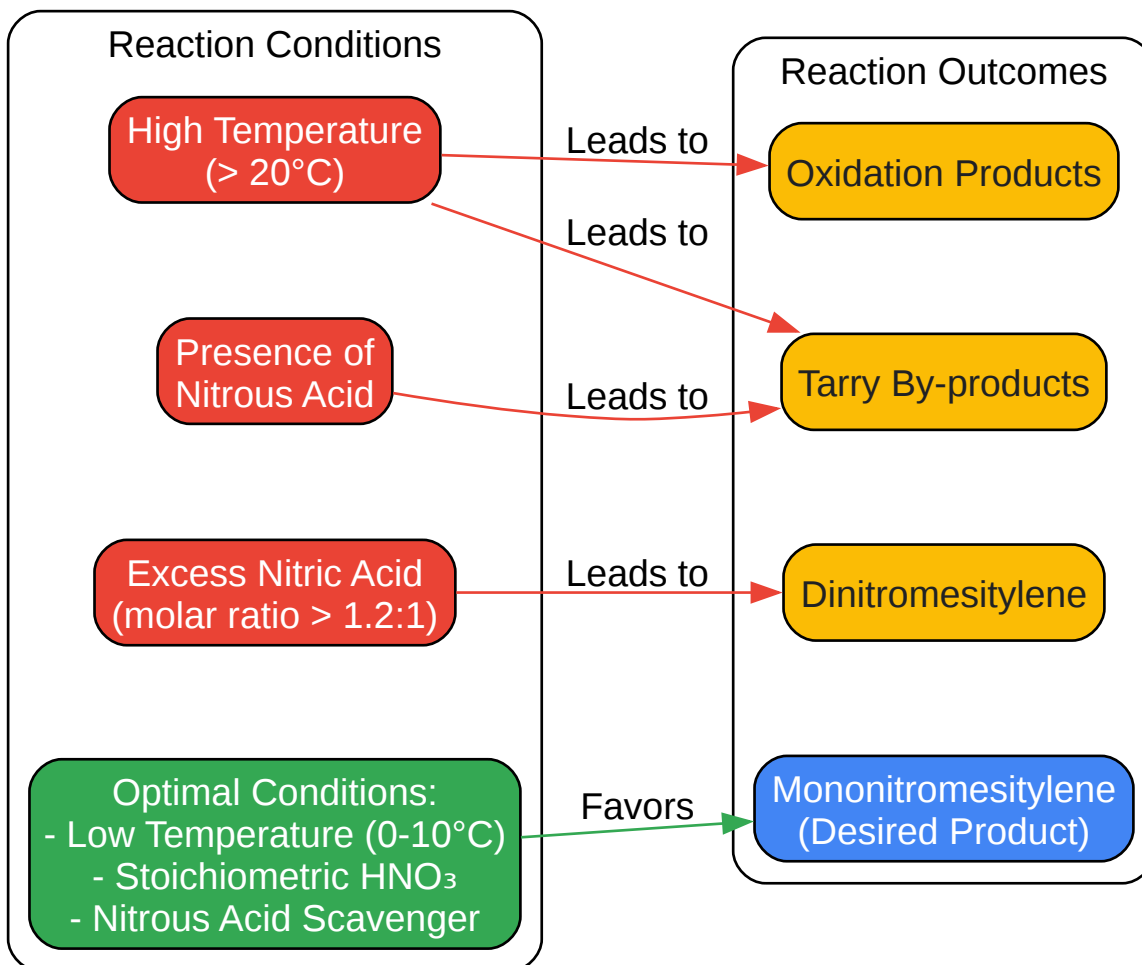 Reaction Conditions
High Temperature
(> 20°C)
Presence of
Nitrous Acid
Excess Nitric Acid
(molar ratio > 1.2:1)
Optimal Conditions:
- Low Temperature (0-10°C)
- Stoichiometric HNO₃
- Nitrous Acid Scavenger
Leads to
Leads to
Leads to
Leads to
Favors
Reaction Outcomes
Oxidation Products
Tarry By-products
Dinitromesitylene
Mononitromesitylene
(Desired Product)